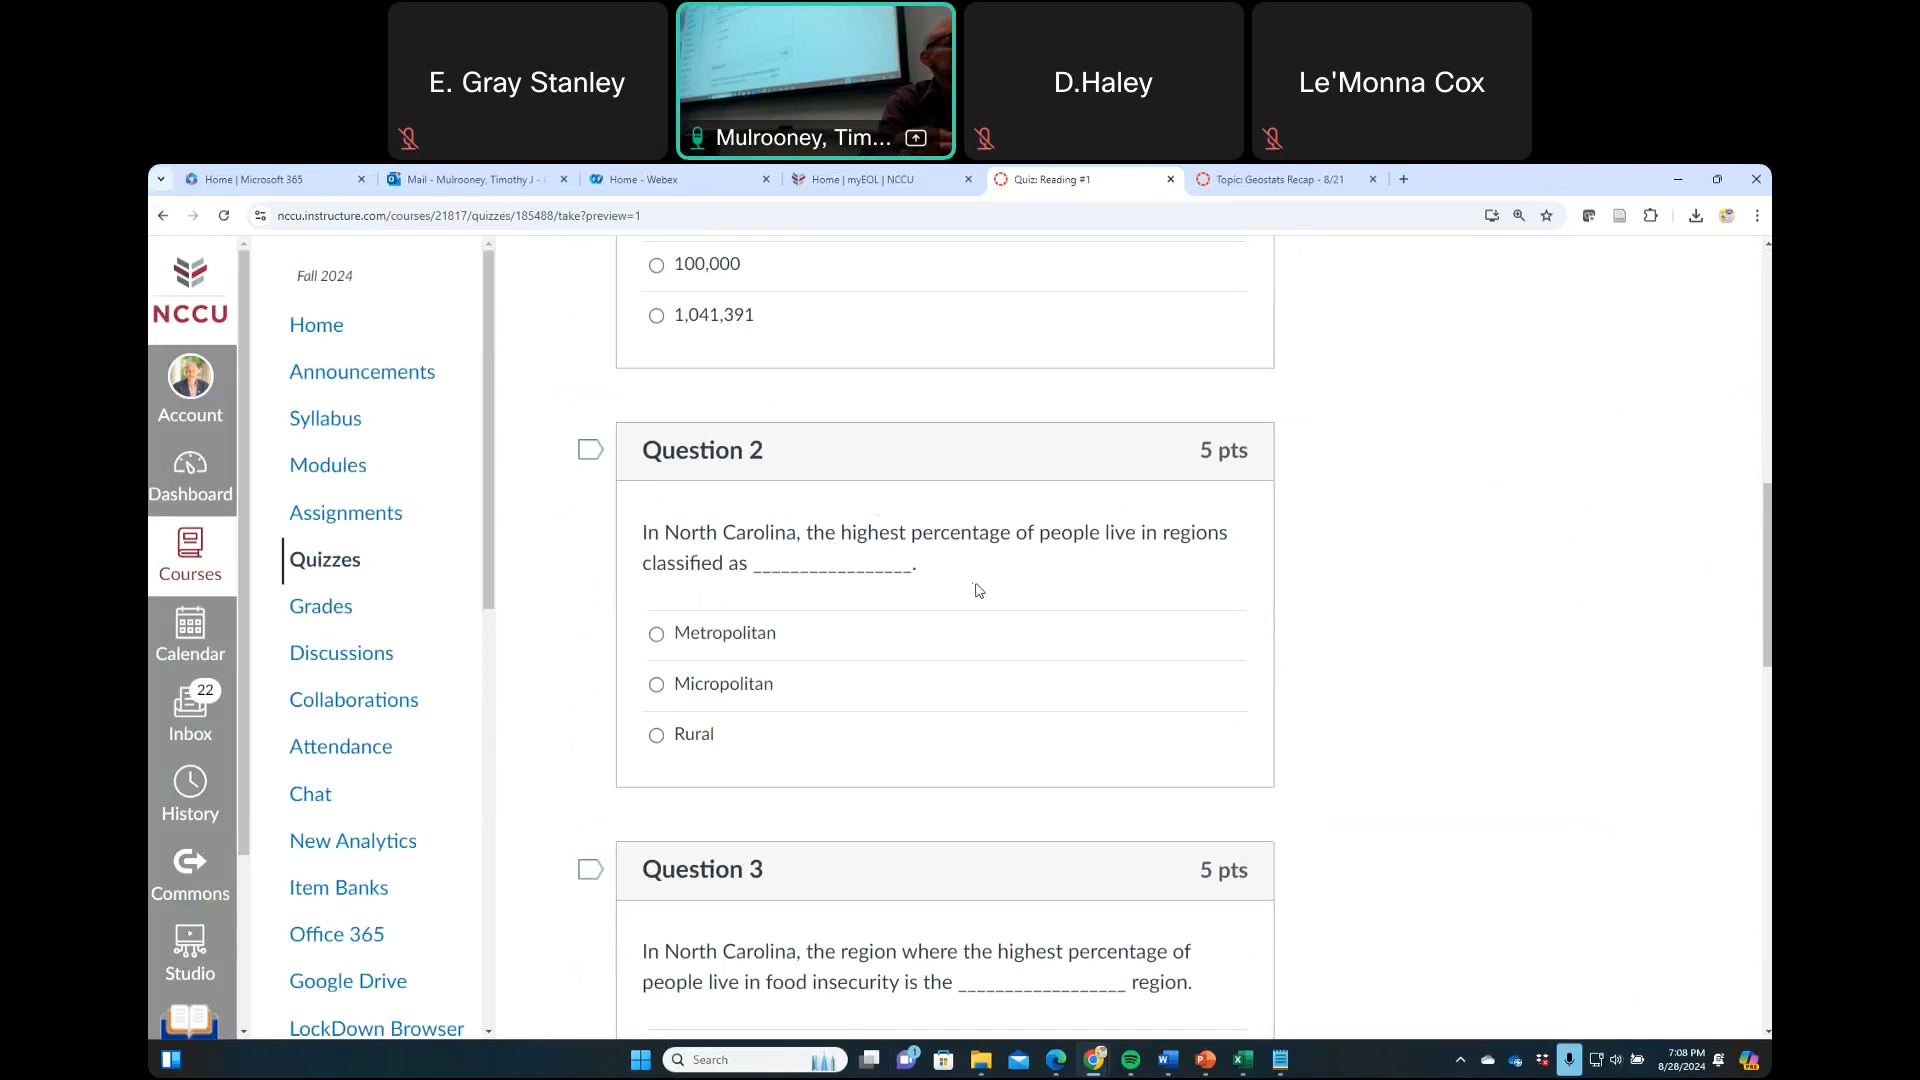 E. Gray Stanley
Mulrooney, Tim...
D.Haley
Le'Monna Cox
Home | Microsoft 365
Mail - Mulrooney, Timothy J -
Home - Webex
Home | myEOL | NCCU
Quiz: Reading #1
Topic: Geostats Recap - 8/21
nccu.instructure.com/courses/21817/quizzes/185488/take?preview=1
NCCU
Account
Dashboard
Courses
Calendar
22
Inbox
History
Commons
Studio
Fall 2024
Home
Announcements
Syllabus
Modules
Assignments
Quizzes
Grades
Discussions
Collaborations
Attendance
Chat
New Analytics
Item Banks
Office 365
Google Drive
LockDown Browser
100,000
1,041,391
Question 2
5 pts
In North Carolina, the highest percentage of people live in regions
classified as _________________.
Metropolitan
Micropolitan
Rural
Question 3
5 pts
In North Carolina, the region where the highest percentage of
people live in food insecurity is the __________________ region.
Search
1
7:08 PM
8/28/2024